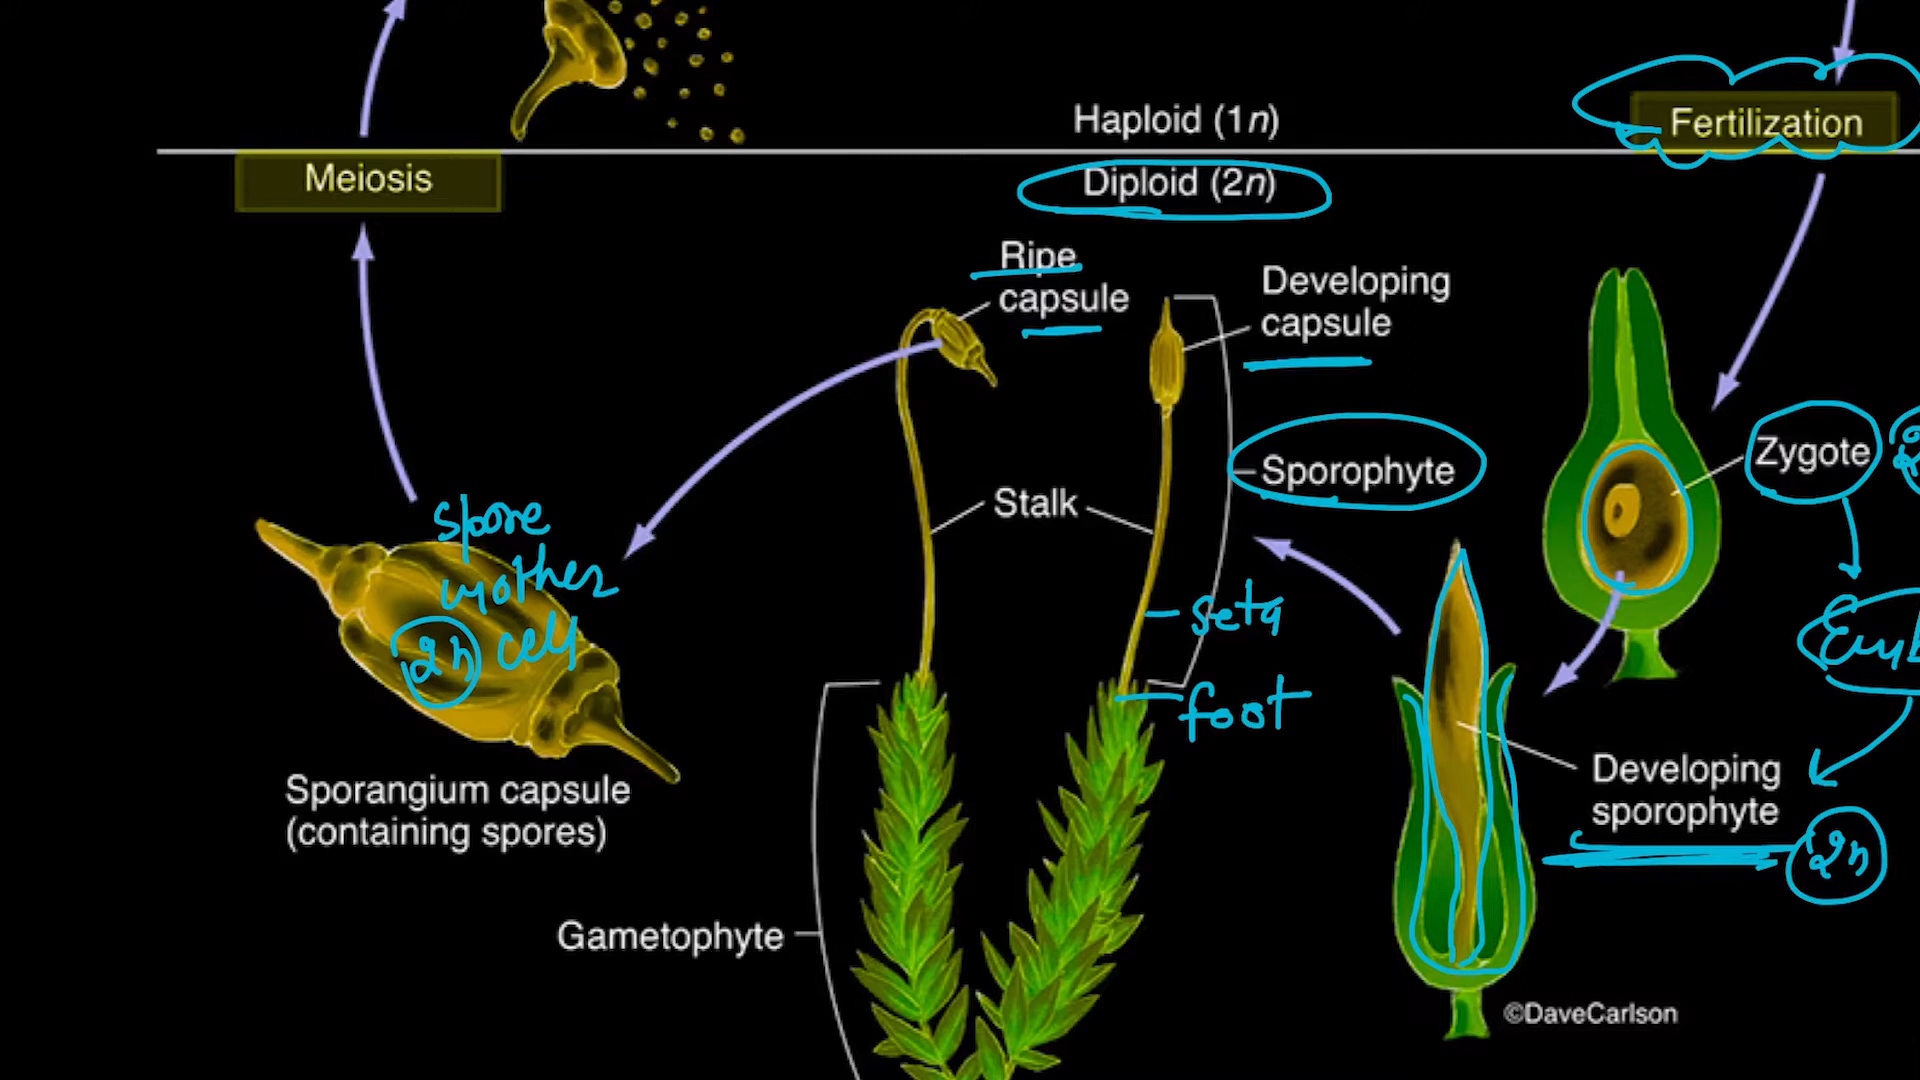 Haploid (1n)
Fertilization
Meiosis
Diploid (2n)
Ripe
capsule
Developing
capsule
Zygote
Sporophyte
Stalk
spore
mother
cell
2n
seta
foot
Developing
sporophyte
2n
Sporangium capsule
(containing spores)
Gametophyte
©DaveCarlson